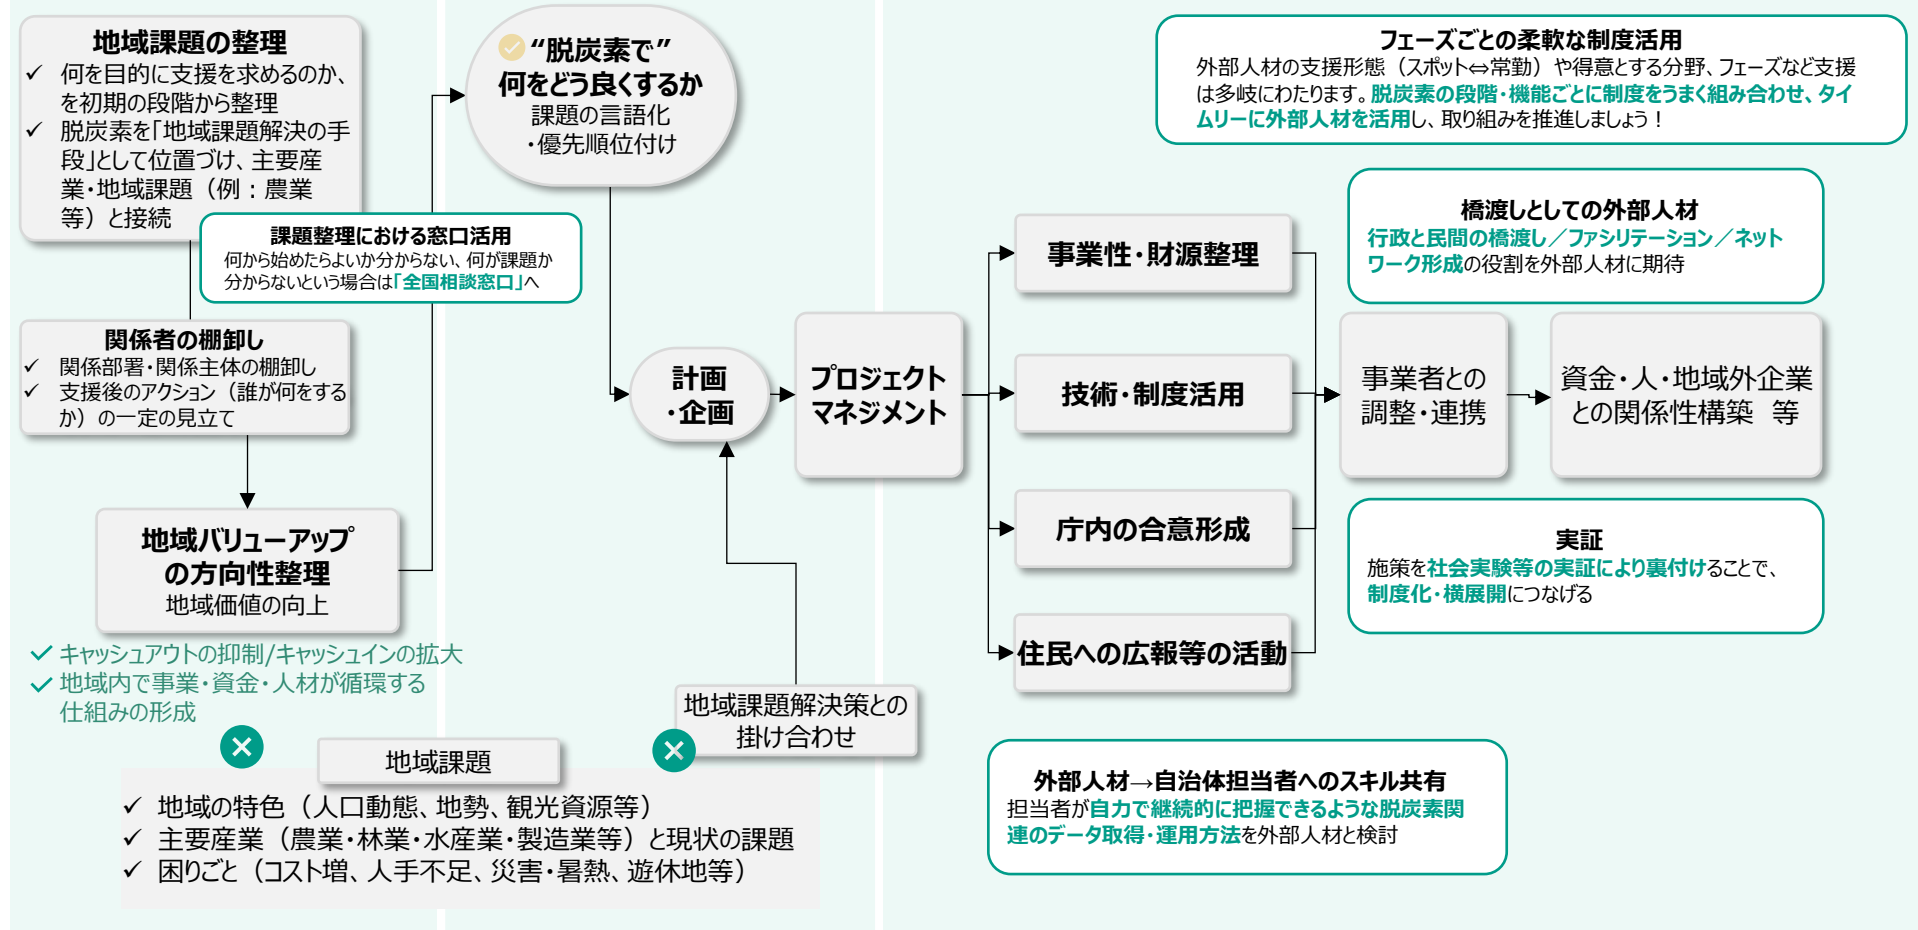 地域課題の整理
✓ 何を目的に支援を求めるのか、
を初期の段階から整理
✓ 脱炭素を「地域課題解決の手
段」として位置づけ、主要産
業・地域課題（例：農業
等）と接続
課題整理における窓口活用
何から始めたらよいか分からない、何が課題か
分からないという場合は「全国相談窓口」へ
関係者の棚卸し
✓ 関係部署・関係主体の棚卸し
✓ 支援後のアクション（誰が何をする
か）の一定の見立て
地域バリューアップ
の方向性整理
地域価値の向上
✓ キャッシュアウトの抑制/キャッシュインの拡大
✓ 地域内で事業・資金・人材が循環する
仕組みの形成
地域課題
✓ 地域の特色（人口動態、地勢、観光資源等）
✓ 主要産業（農業・林業・水産業・製造業等）と現状の課題
✓ 困りごと（コスト増、人手不足、災害・暑熱、遊休地等）
“脱炭素で”
何をどう良くするか
課題の言語化
・優先順位付け
地域課題解決策との
掛け合わせ
計画
・企画
プロジェクト
マネジメント
事業性・財源整理
技術・制度活用
庁内の合意形成
住民への広報等の活動
事業者との
調整・連携
資金・人・地域外企業
との関係性構築　等
フェーズごとの柔軟な制度活用
外部人材の支援形態（スポット⇔常勤）や得意とする分野、フェーズなど支援
は多岐にわたります。脱炭素の段階・機能ごとに制度をうまく組み合わせ、タイ
ムリーに外部人材を活用し、取り組みを推進しましょう！
橋渡しとしての外部人材
行政と民間の橋渡し／ファシリテーション／ネット
ワーク形成の役割を外部人材に期待
実証
施策を社会実験等の実証により裏付けることで、
制度化・横展開につなげる
外部人材→自治体担当者へのスキル共有
担当者が自力で継続的に把握できるような脱炭素関
連のデータ取得・運用方法を外部人材と検討